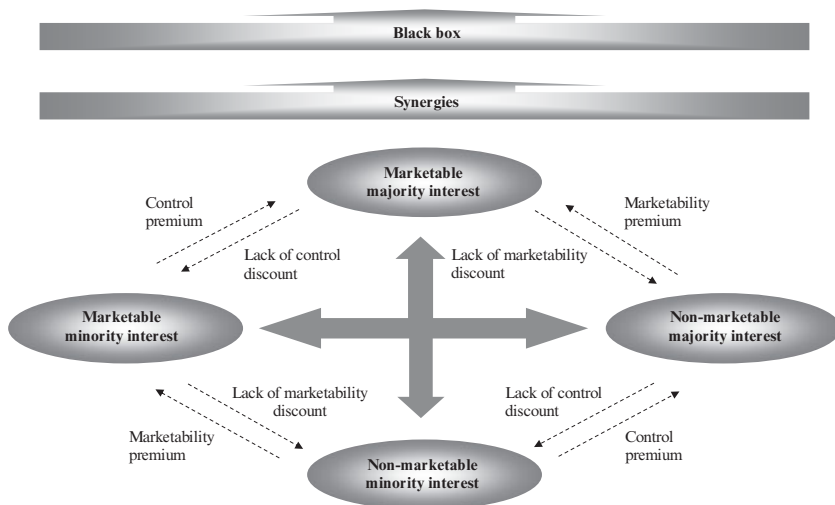 Black box
Synergies
Marketable
majority interest
Control
premium
Marketability
premium
Lack of control
discount
Lack of marketability
discount
Marketable
minority interest
Non-marketable
majority interest
Lack of marketability
discount
Lack of control
discount
Marketability
premium
Control
premium
Non-marketable
minority interest